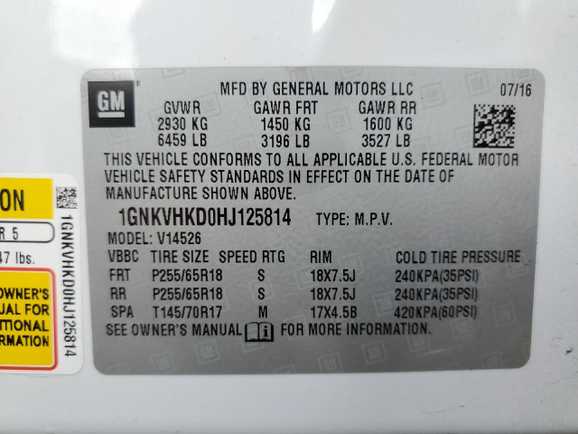 GM
MFD BY GENERAL MOTORS LLC 07/16
GVWR GAWR FRT GAWR RR
2930 KG 1450 KG 1600 KG
6459 LB 3196 LB 3527 LB
THIS VEHICLE CONFORMS TO ALL APPLICABLE U.S. FEDERAL MOTOR
VEHICLE SAFETY STANDARDS IN EFFECT ON THE DATE OF
MANUFACTURE SHOWN ABOVE.
1GNKVHKD0HJ125814 TYPE: M.P.V.
MODEL: V14526
VBBC TIRE SIZE SPEED RTG RIM COLD TIRE PRESSURE
FRT P255/65R18 S 18X7.5J 240KPA(35PSI)
RR P255/65R18 S 18X7.5J 240KPA(35PSI)
SPA T145/70R17 M 17X4.5B 420KPA(60PSI)
SEE OWNER'S MANUAL FOR MORE INFORMATION.
ION
R 5
47 lbs.
OWNER'S
UAL FOR
ITIONAL
RMATION
1GNKVHKD0HJ125814